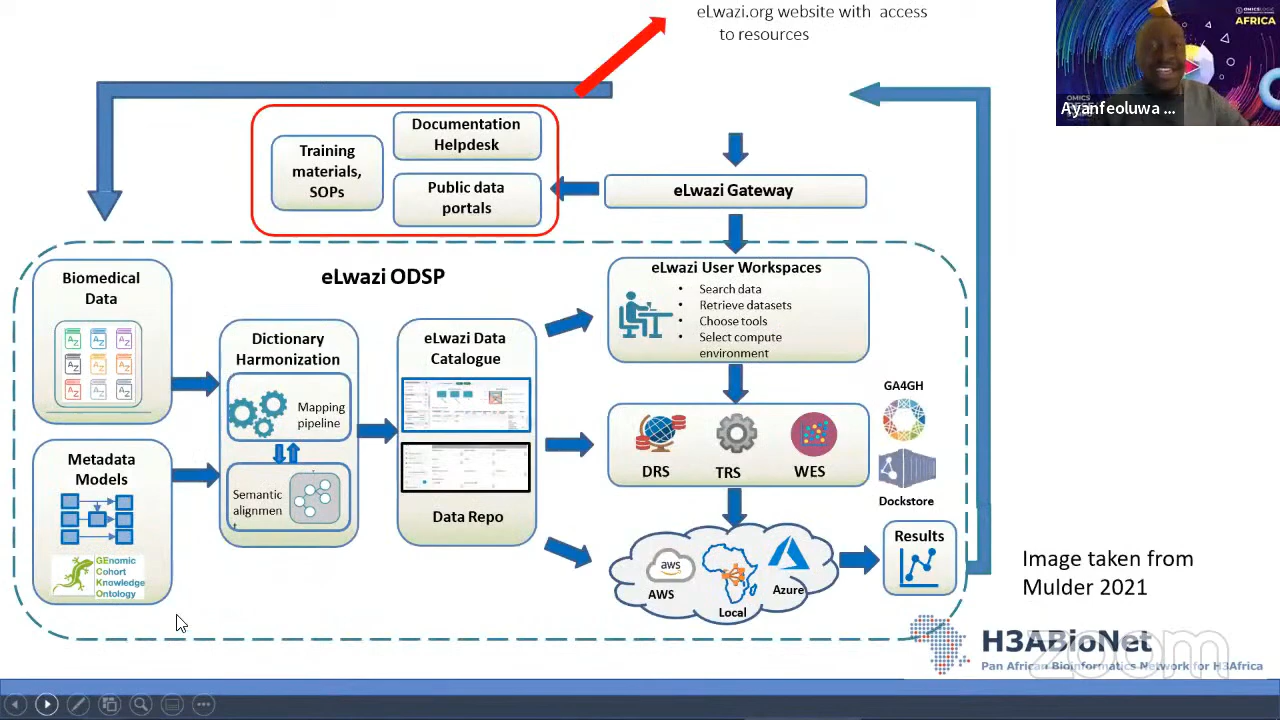 eLwazi.org website with access
to resources
OMICSLOGIC
AFRICA
OMICS
Ayanfeoluwa ...
Documentation
Helpdesk
Training
materials,
SOPs
Public data
portals
eLwazi Gateway
eLwazi ODSP
Biomedical
Data
Dictionary
Harmonization
Mapping
pipeline
Semantic
alignmen
t
Metadata
Models
GEnomic
Cohort
Knowledge
Ontology
eLwazi Data
Catalogue
Data Repo
eLwazi User Workspaces
• Search data
• Retrieve datasets
• Choose tools
• Select compute
environment
DRS
TRS
WES
GA4GH
Dockstore
aws
AWS
Local
Azure
Results
Image taken from
Mulder 2021
H3ABioNet
Pan African Bioinformatics Network for H3Africa
zoom